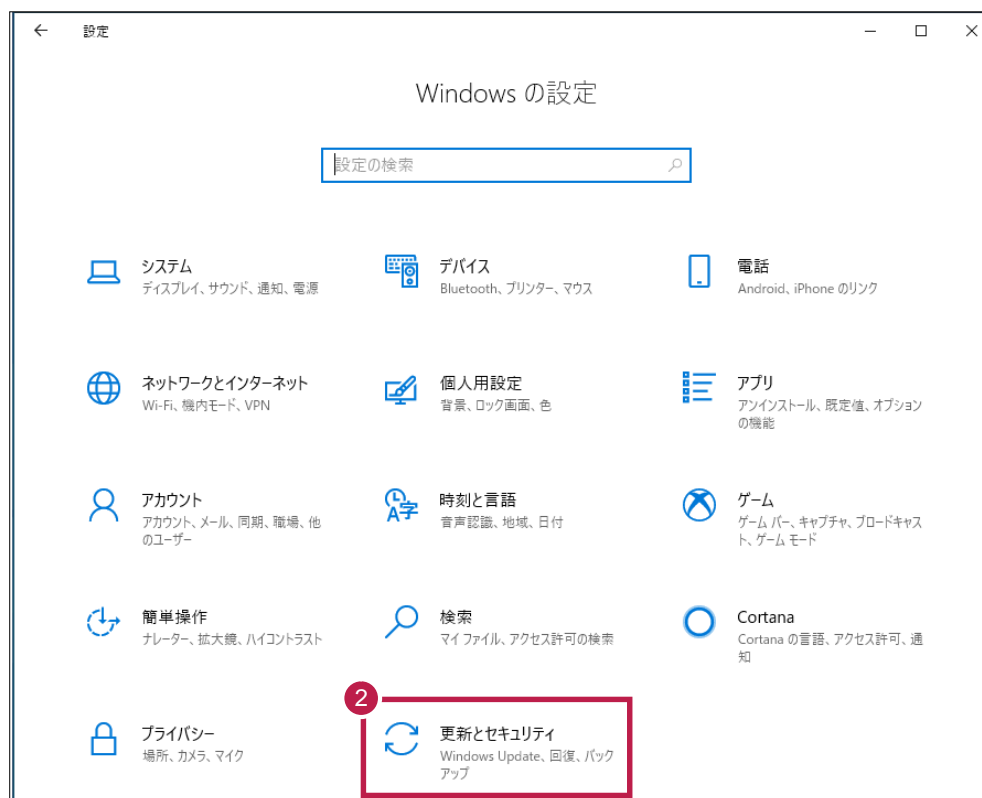 設定
Windows の設定
設定の検索
システム
ディスプレイ、サウンド、通知、電源
デバイス
Bluetooth、プリンター、マウス
電話
Android、iPhone のリンク
ネットワークとインターネット
Wi-Fi、機内モード、VPN
個人用設定
背景、ロック画面、色
アプリ
アンインストール、既定値、オプション
の機能
アカウント
アカウント、メール、同期、職場、他
のユーザー
時刻と言語
音声認識、地域、日付
ゲーム
ゲーム バー、キャプチャ、ブロードキャス
ト、ゲーム モード
簡単操作
ナレーター、拡大鏡、ハイコントラスト
検索
マイ ファイル、アクセス許可の検索
Cortana
Cortana の言語、アクセス許可、通
知
プライバシー
場所、カメラ、マイク
2
更新とセキュリティ
Windows Update、回復、バック
アップ